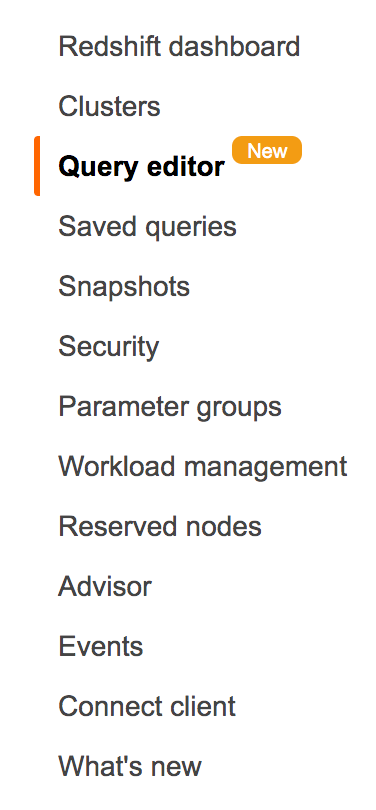 Redshift dashboard
Clusters
Query editor New
Saved queries
Snapshots
Security
Parameter groups
Workload management
Reserved nodes
Advisor
Events
Connect client
What's new